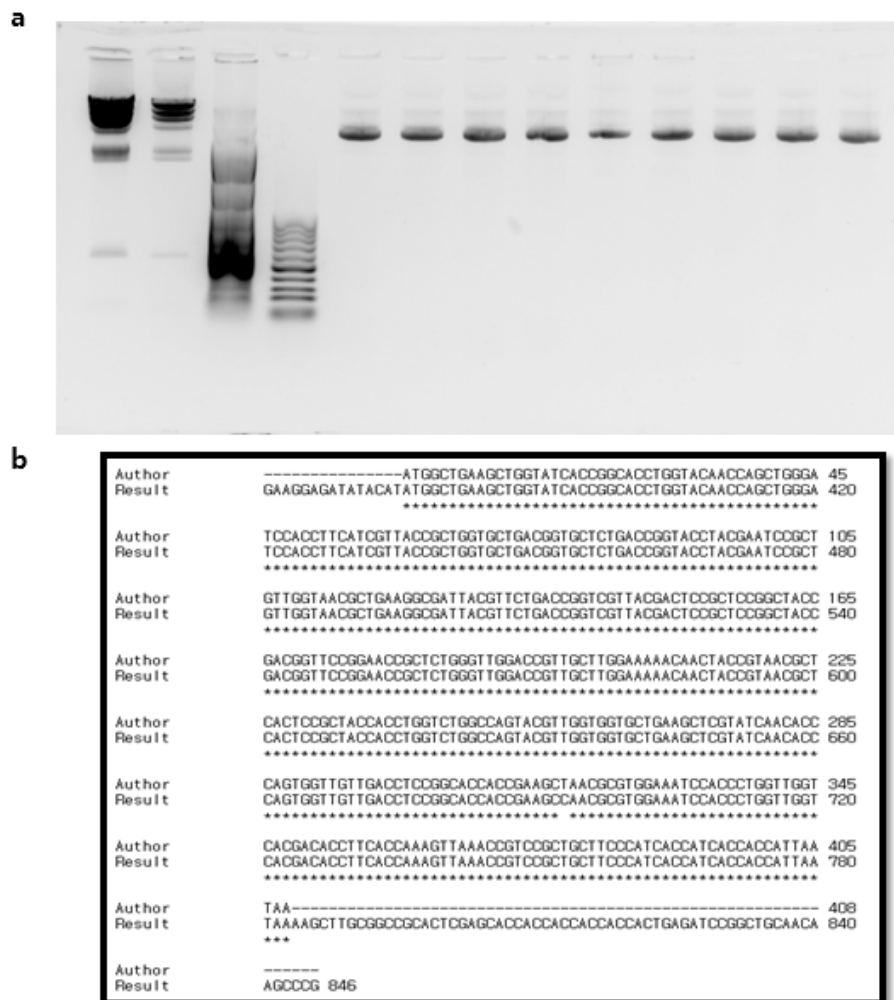 a
b
Author ---------------ATGGCTGAAGCTGGTATCACCGGCACCTGGTACAACCAGCTGGGA 45
Result GAAGGAGATATACATATGGCTGAAGCTGGTATCACCGGCACCTGGTACAACCAGCTGGGA 420
*********************************************
Author TCCACCTTCATCGTTACCGCTGGTGCTGACGGTGCTCTGACCGGTACCTACGAATCCGCT 105
Result TCCACCTTCATCGTTACCGCTGGTGCTGACGGTGCTCTGACCGGTACCTACGAATCCGCT 480
************************************************************
Author GTTGGTAACGCTGAAGGCGATTACGTTCTGACCGGTCGTTACGACTCCGCTCCGGCTACC 165
Result GTTGGTAACGCTGAAGGCGATTACGTTCTGACCGGTCGTTACGACTCCGCTCCGGCTACC 540
************************************************************
Author GACGGTTCCGGAACCGCTCTGGGTTGGACCGTTGCTTGGAAAAACAACTACCGTAACGCT 225
Result GACGGTTCCGGAACCGCTCTGGGTTGGACCGTTGCTTGGAAAAACAACTACCGTAACGCT 600
************************************************************
Author CACTCCGCTACCACCTGGTCTGGCCAGTACGTTGGTGGTGCTGAAGCTCGTATCAACACC 285
Result CACTCCGCTACCACCTGGTCTGGCCAGTACGTTGGTGGTGCTGAAGCTCGTATCAACACC 660
************************************************************
Author CAGTGGTTGTTGACCTCCGGCACCACCGAAGCTAACGCGTGGAAATCCACCCTGGTTGGT 345
Result CAGTGGTTGTTGACCTCCGGCACCACCGAAGCCAACGCGTGGAAATCCACCCTGGTTGGT 720
******************************** ***************************
Author CACGACACCTTCACCAAAGTTAAACCGTCCGCTGCTTCCCATCACCATCACCACCATTAA 405
Result CACGACACCTTCACCAAAGTTAAACCGTCCGCTGCTTCCCATCACCATCACCACCATTAA 780
************************************************************
Author TAA--------------------------------------------------------- 408
Result TAAAAGCTTGCGGCCGCACTCGAGCACCACCACCACCACCACTGAGATCCGGCTGCAACA 840
***
Author ------
Result AGCCCG 846